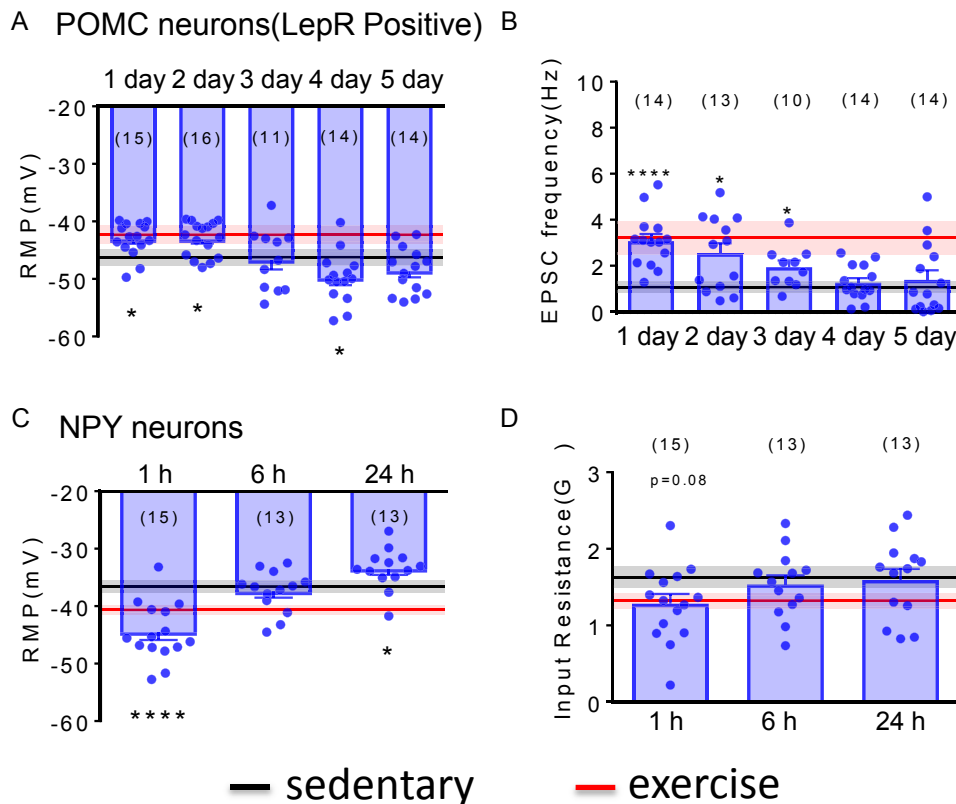 A POMC neurons(LepR Positive)
1 day 2 day 3 day 4 day 5 day
-20
-30
-40
-50
-60
RMP(mV)
(15) (16) (11) (14) (14)
* * *
B
EPSC frequency(Hz)
10
8
6
4
2
0
(14) (13) (10) (14) (14)
**** * *
1 day 2 day 3 day 4 day 5 day
C NPY neurons
1 h 6 h 24 h
-20
-30
-40
-50
-60
RMP(mV)
(15) (13) (13)
**** *
D
Input Resistance(G )
3
2
1
0
(15) (13) (13)
p=0.08
1 h 6 h 24 h
sedentary exercise